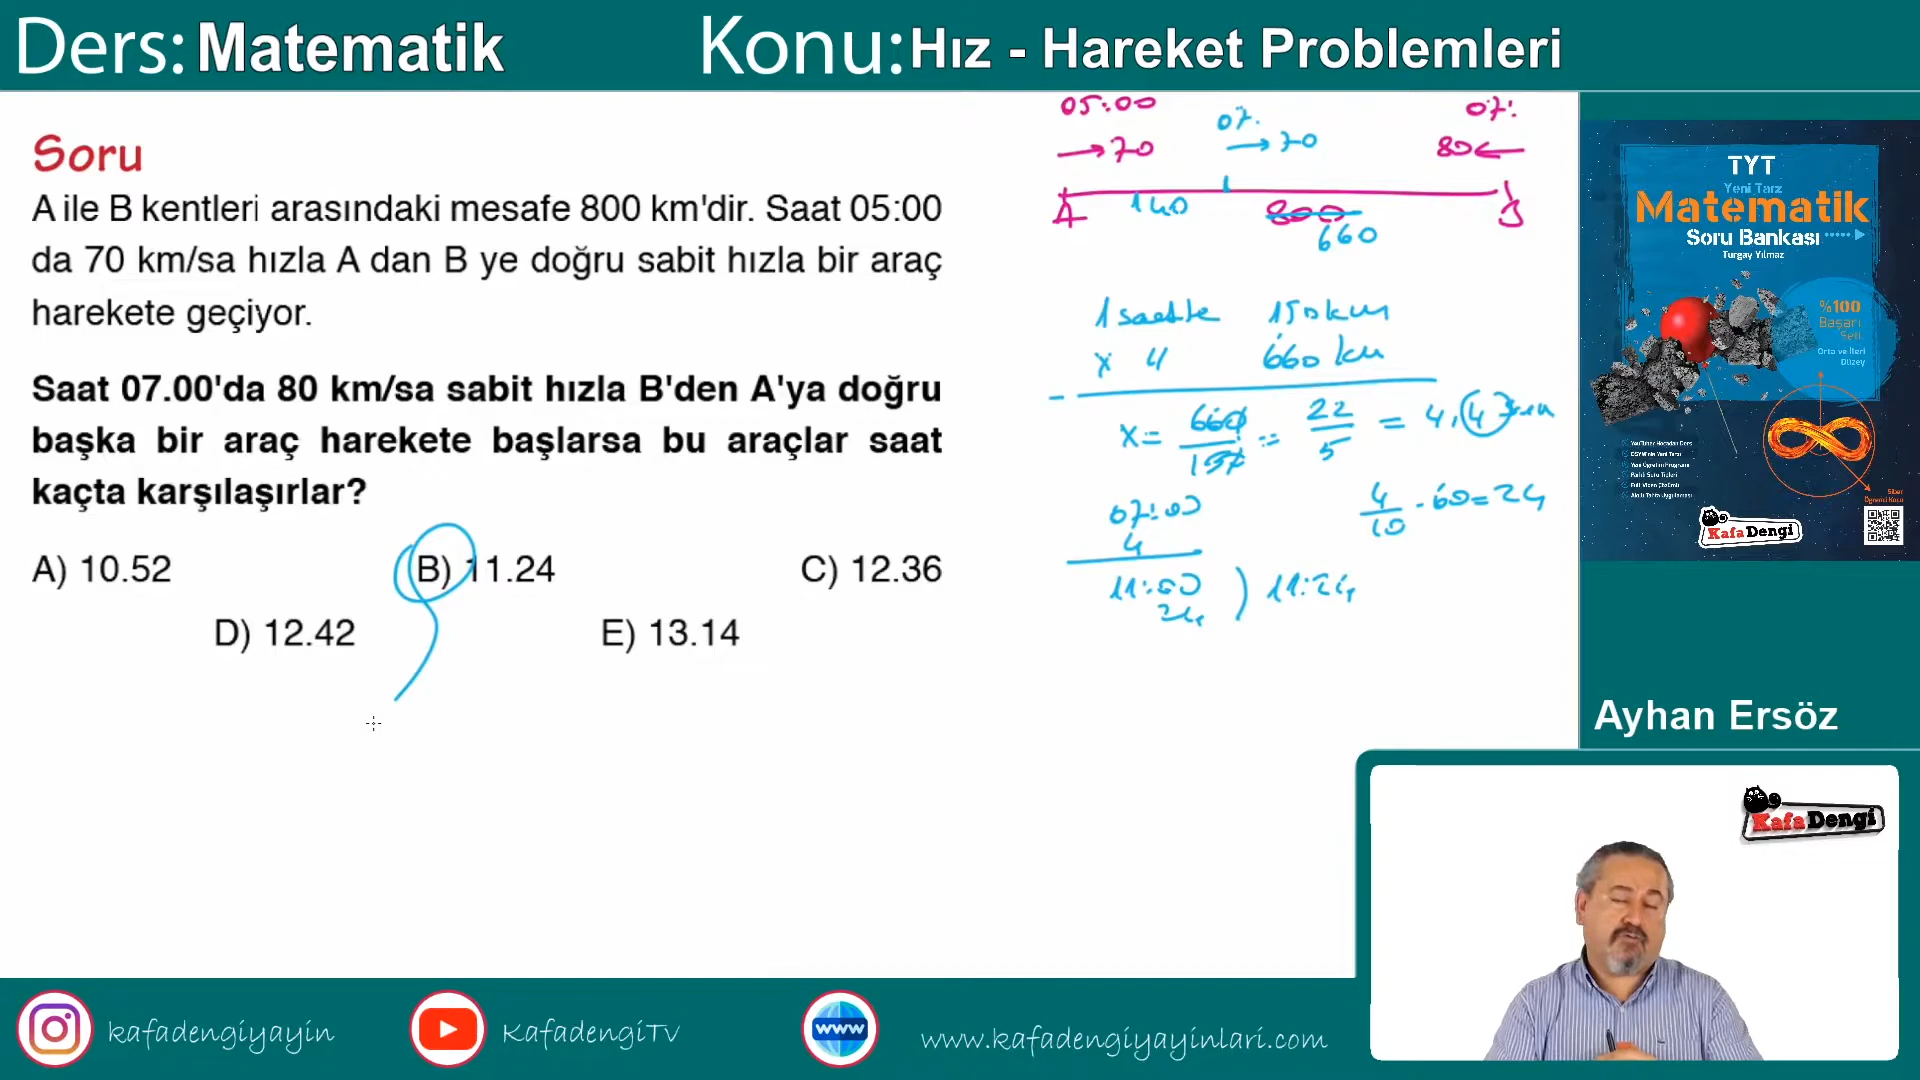 Ders: Matematik
Konu: Hız - Hareket Problemleri
Soru
A ile B kentleri arasındaki mesafe 800 km'dir. Saat 05:00
da 70 km/sa hızla A dan B ye doğru sabit hızla bir araç
harekete geçiyor.
Saat 07.00'da 80 km/sa sabit hızla B'den A'ya doğru
başka bir araç harekete başlarsa bu araçlar saat
kaçta karşılaşırlar?
A) 10.52 B) 11.24 C) 12.36
D) 12.42 E) 13.14
05:00 07. 07:
→70 →70 80←
A 140 800 B
660
1 saatte 150 km
x 4 660 km
x = 660/150 = 22/5 = 4,4
07:00 4/10 · 60 = 24
4
11:00 ) 11:24
24
TYT
Yeni Tarz
Matematik
Soru Bankası
Turgay Yılmaz
%100
Başarı
Seti
Orta ve İleri
Düzey
KafaDengi
Ayhan Ersöz
KafaDengi
kafadengiyayin
KafadengiTv
www
www.kafadengiyayinlari.com